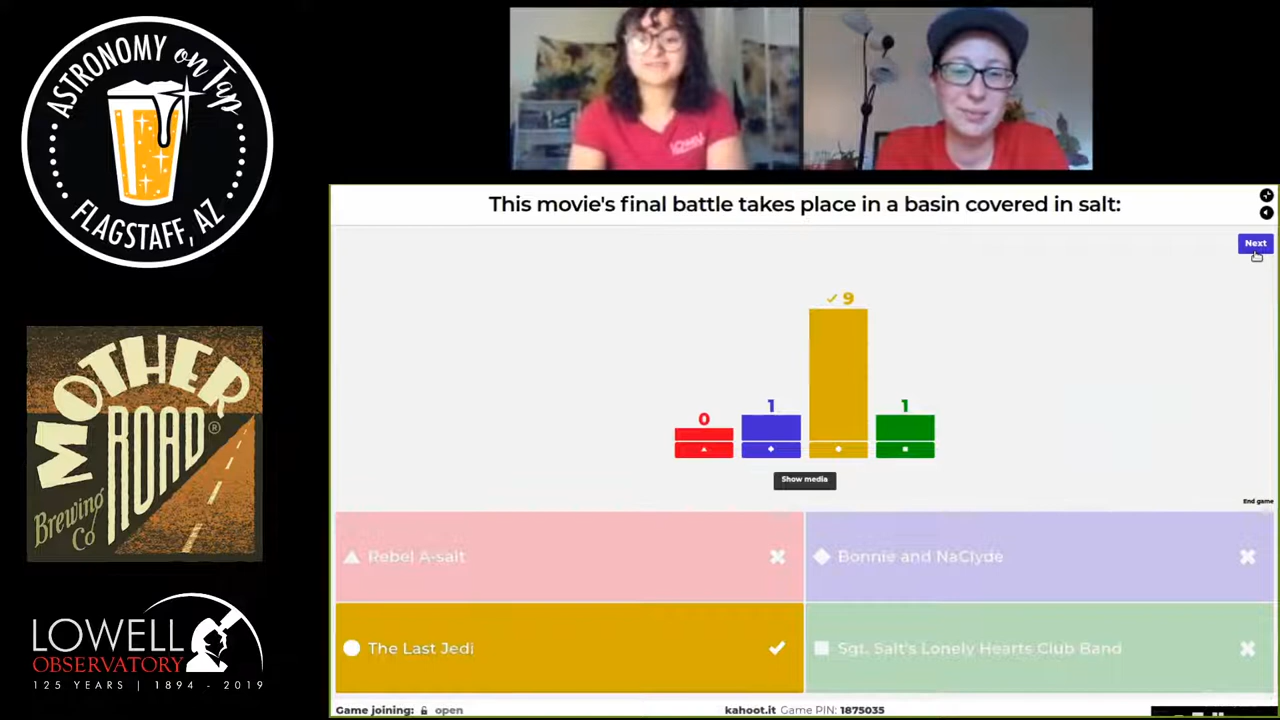 ASTRONOMY on Tap
FLAGSTAFF, AZ
MOTHER
ROAD
®
Brewing
Co
LOWELL
OBSERVATORY
125 YEARS | 1894 - 2019
LOWELL
This movie's final battle takes place in a basin covered in salt:
Next
9
0
1
1
Show media
End game
Rebel A-salt
Bonnie and NaClyde
The Last Jedi
Sgt. Salt's Lonely Hearts Club Band
Game joining: open
kahoot.it Game PIN: 1875035